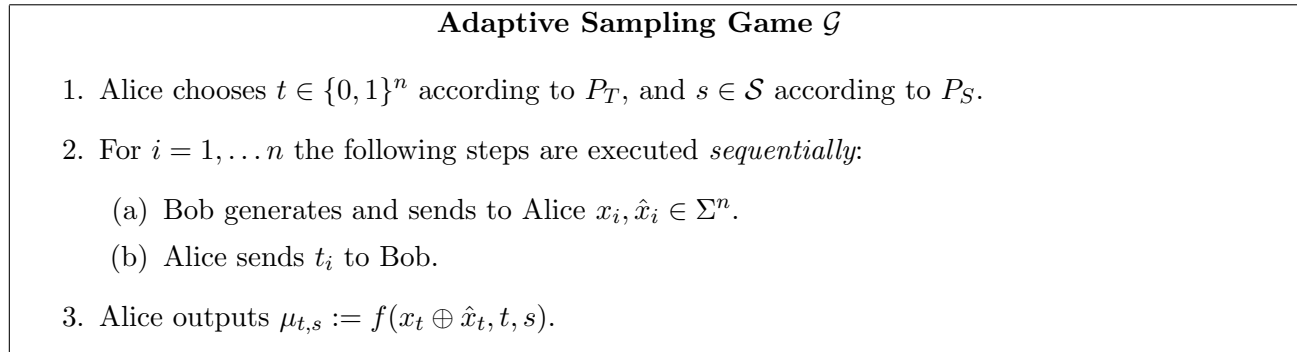 Adaptive Sampling Game 𝒢
1. Alice chooses t ∈ {0, 1}ⁿ according to P_T, and s ∈ 𝒮 according to P_S.
2. For i = 1, … n the following steps are executed sequentially:
(a) Bob generates and sends to Alice x_i, x̂_i ∈ Σⁿ.
(b) Alice sends t_i to Bob.
3. Alice outputs μ_{t,s} := f(x_t ⊕ x̂_t, t, s).